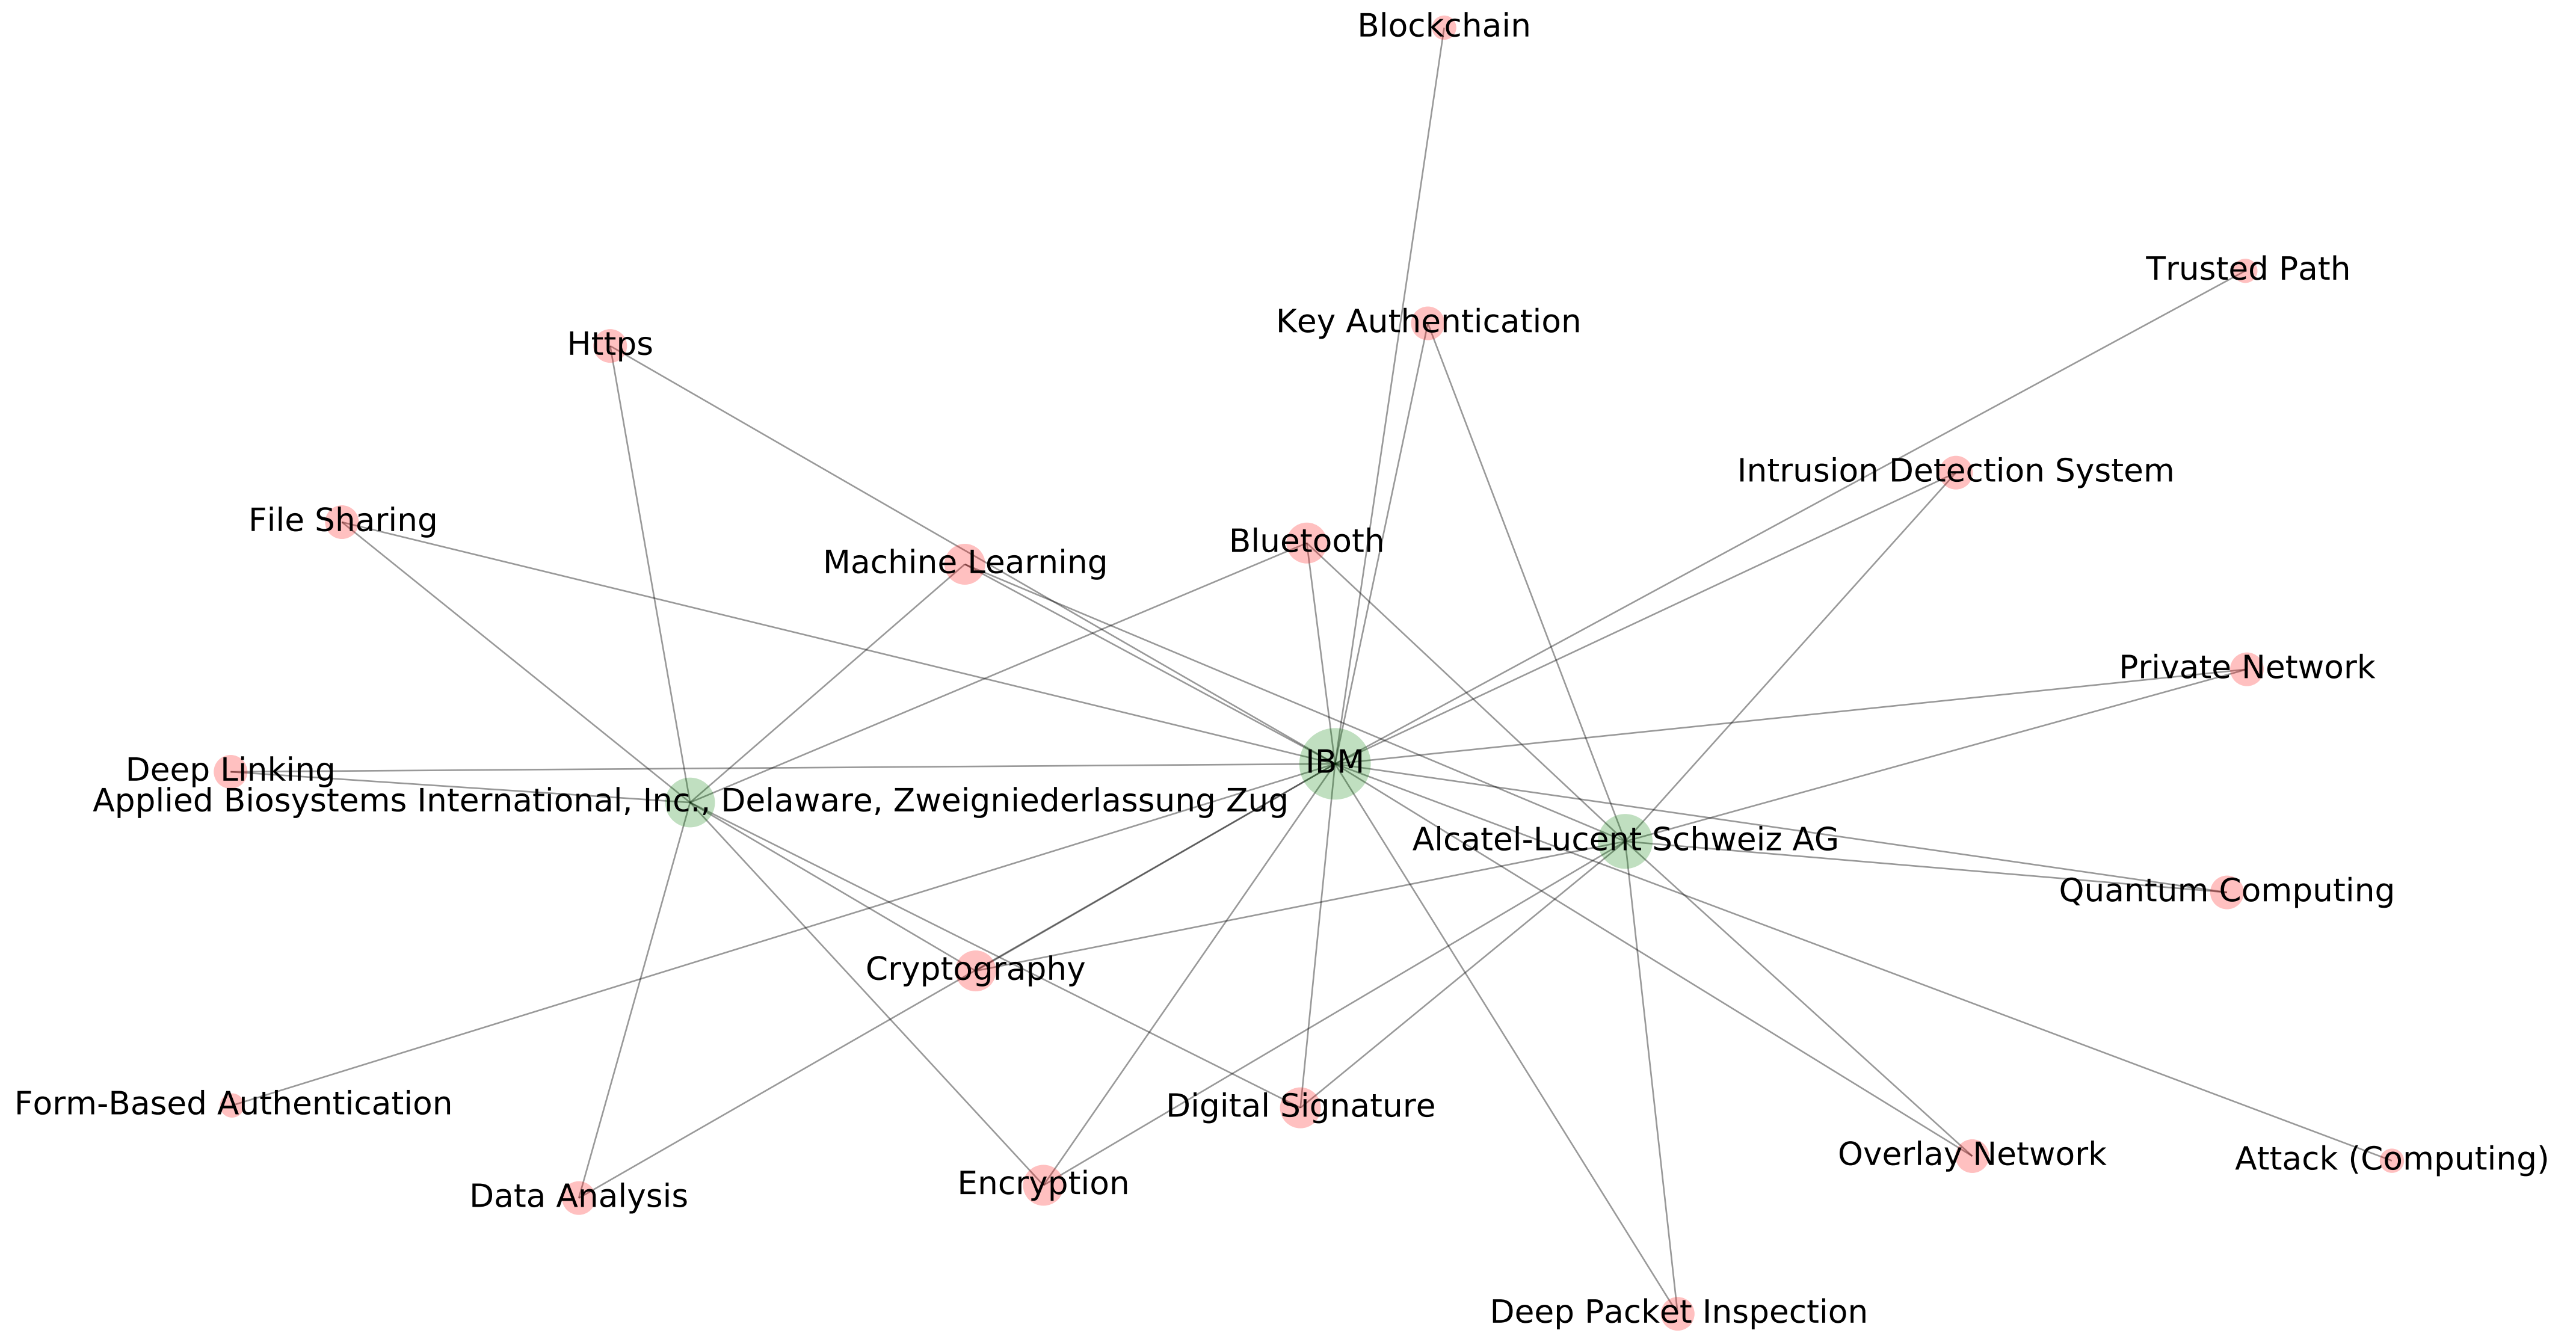 Blockchain
Trusted Path
Key Authentication
Https
Intrusion Detection System
File Sharing
Bluetooth
Machine Learning
Private Network
IBM
Deep Linking
Applied Biosystems International, Inc., Delaware, Zweigniederlassung Zug
Alcatel-Lucent Schweiz AG
Quantum Computing
Cryptography
Form-Based Authentication
Digital Signature
Overlay Network
Attack (Computing)
Encryption
Data Analysis
Deep Packet Inspection